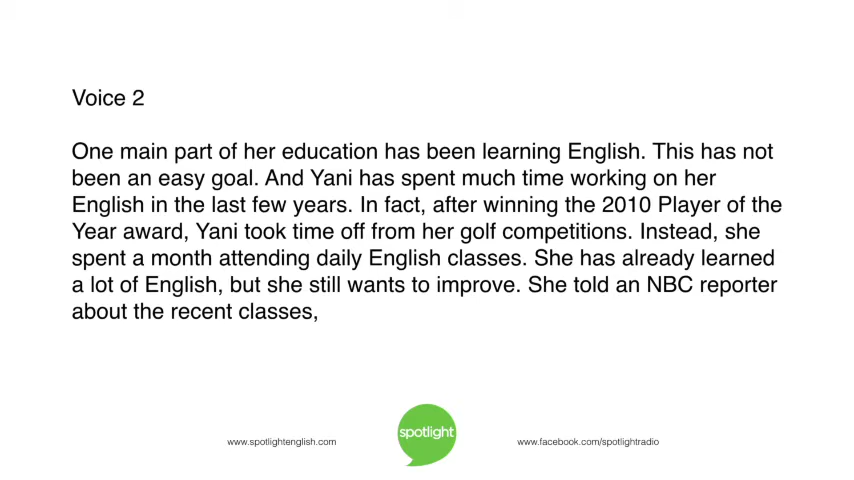 Voice 2
One main part of her education has been learning English. This has not
been an easy goal. And Yani has spent much time working on her
English in the last few years. In fact, after winning the 2010 Player of the
Year award, Yani took time off from her golf competitions. Instead, she
spent a month attending daily English classes. She has already learned
a lot of English, but she still wants to improve. She told an NBC reporter
about the recent classes,
www.spotlightenglish.com
spotlight
www.facebook.com/spotlightradio